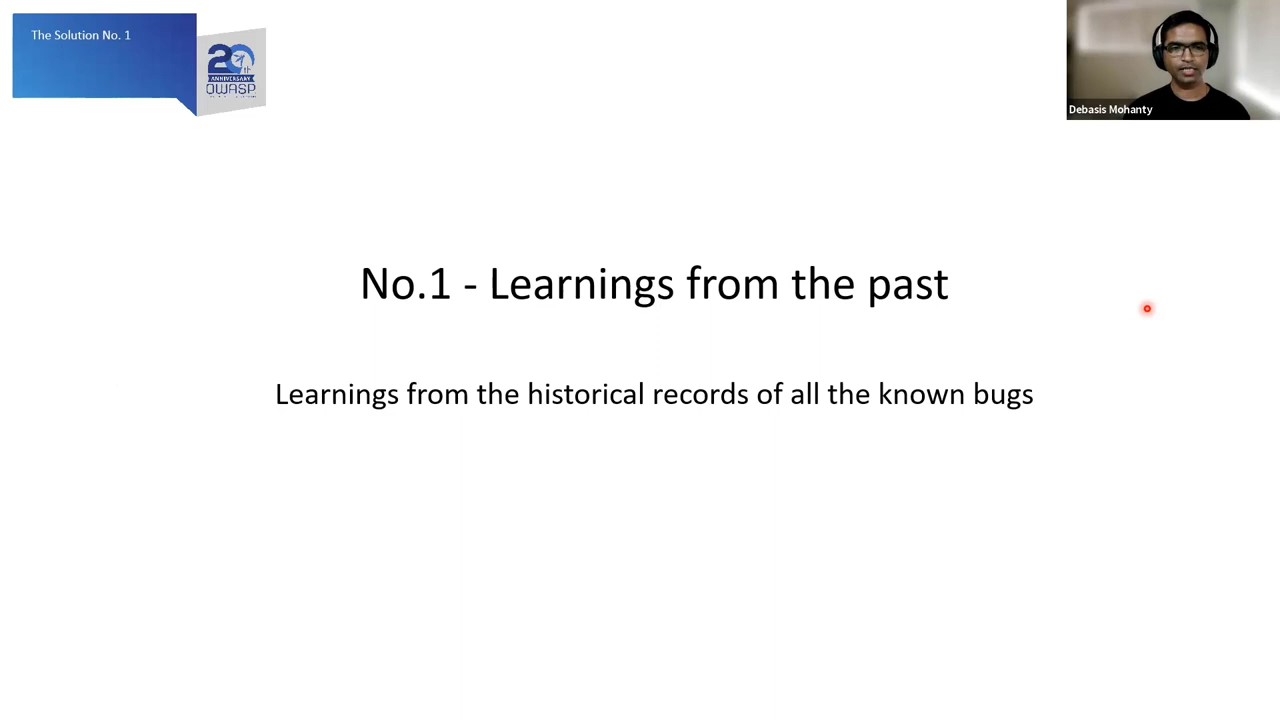 The Solution No. 1
20th
ANNIVERSARY
OWASP
Debasis Mohanty
No.1 - Learnings from the past
Learnings from the historical records of all the known bugs